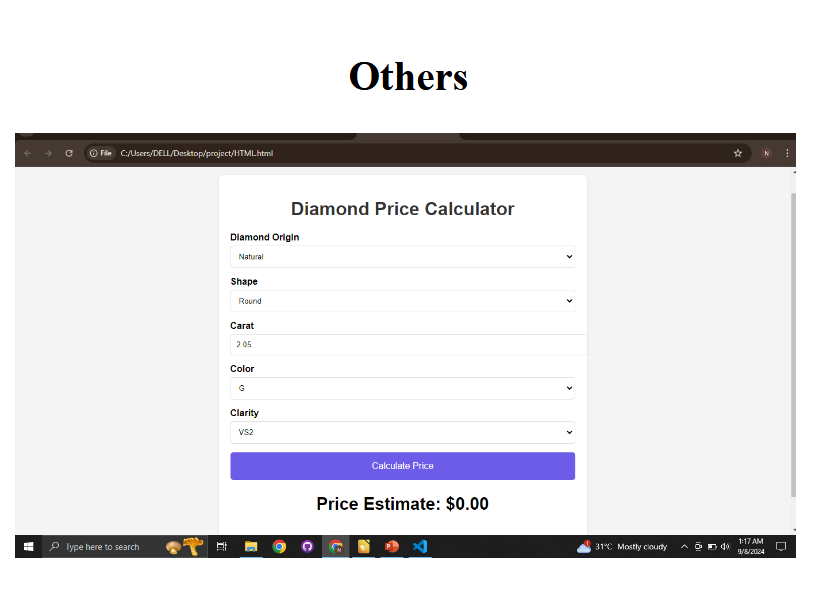 Others
File
C:/Users/DELL/Desktop/project/HTML.html
N
Diamond Price Calculator
Diamond Origin
Natural
Shape
Round
Carat
2.05
Color
G
Clarity
VS2
Calculate Price
Price Estimate: $0.00
Type here to search
31°C Mostly cloudy
1:17 AM
9/8/2024